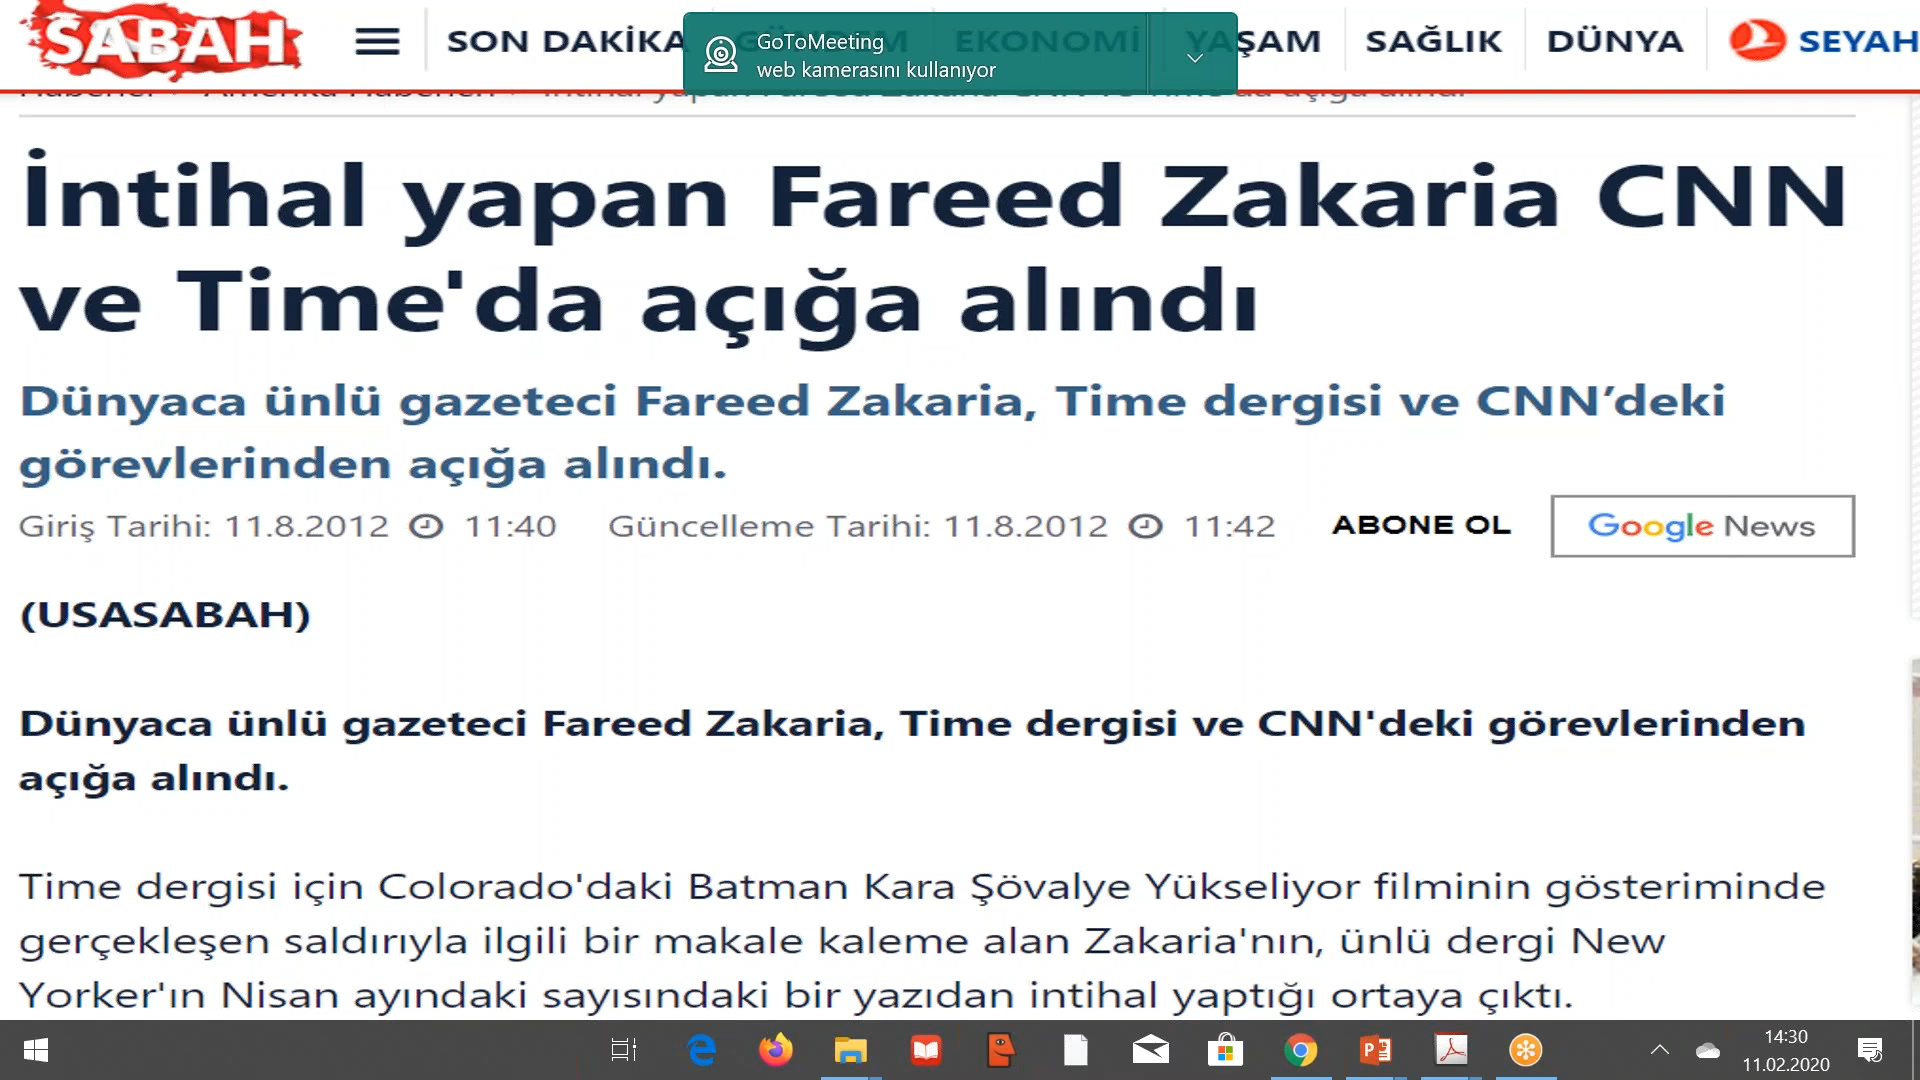 SABAH
SON DAKİKA
EKONOMİ
YAŞAM
SAĞLIK
DÜNYA
SEYAH
GoToMeeting
web kamerasını kullanıyor
İntihal yapan Fareed Zakaria CNN
ve Time'da açığa alındı
Dünyaca ünlü gazeteci Fareed Zakaria, Time dergisi ve CNN’deki
görevlerinden açığa alındı.
Giriş Tarihi: 11.8.2012 11:40 Güncelleme Tarihi: 11.8.2012 11:42 ABONE OL Google News
(USASABAH)
Dünyaca ünlü gazeteci Fareed Zakaria, Time dergisi ve CNN'deki görevlerinden
açığa alındı.
Time dergisi için Colorado'daki Batman Kara Şövalye Yükseliyor filminin gösteriminde
gerçekleşen saldırıyla ilgili bir makale kaleme alan Zakaria'nın, ünlü dergi New
Yorker'ın Nisan ayındaki sayısındaki bir yazıdan intihal yaptığı ortaya çıktı.
14:30
11.02.2020